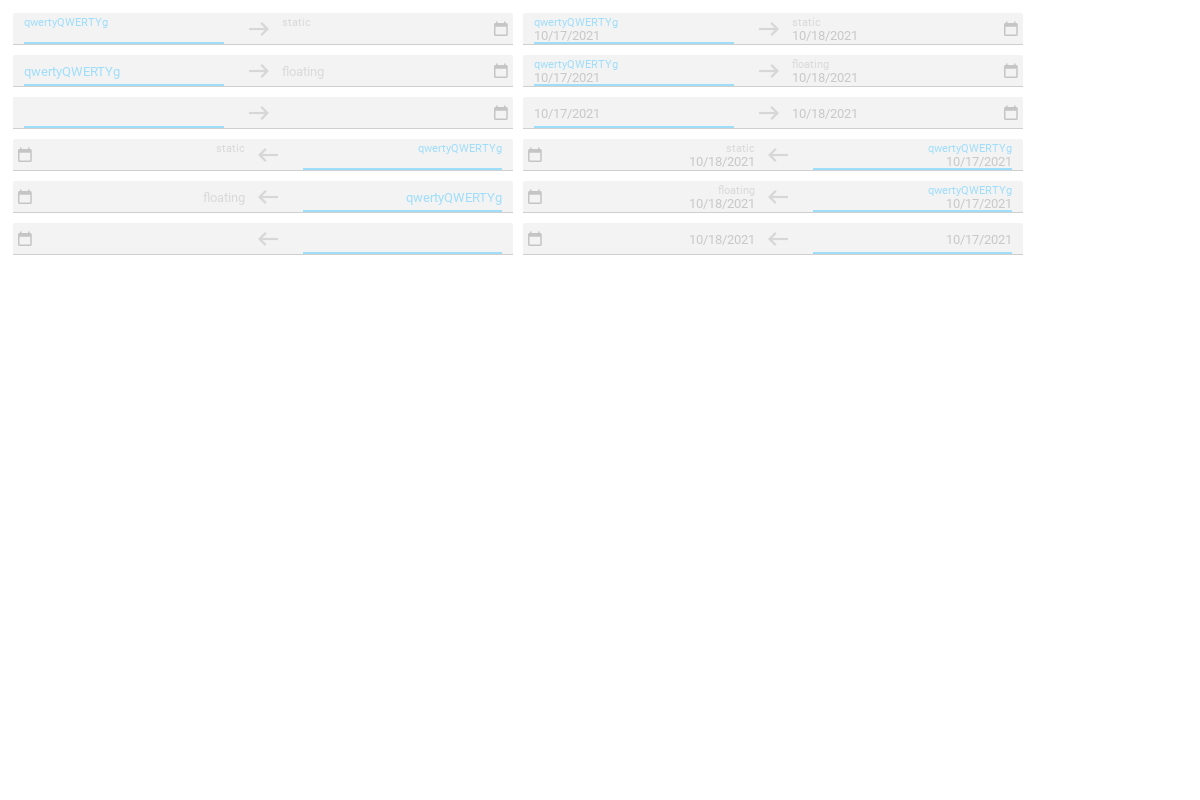 qwertyQWERTYg static qwertyQWERTYg static
10/17/2021 10/18/2021
qwertyQWERTYg floating qwertyQWERTYg floating
10/17/2021 10/18/2021
10/17/2021 10/18/2021
static qwertyQWERTYg static qwertyQWERTYg
10/18/2021 10/17/2021
floating qwertyQWERTYg floating qwertyQWERTYg
10/18/2021 10/17/2021
10/18/2021 10/17/2021